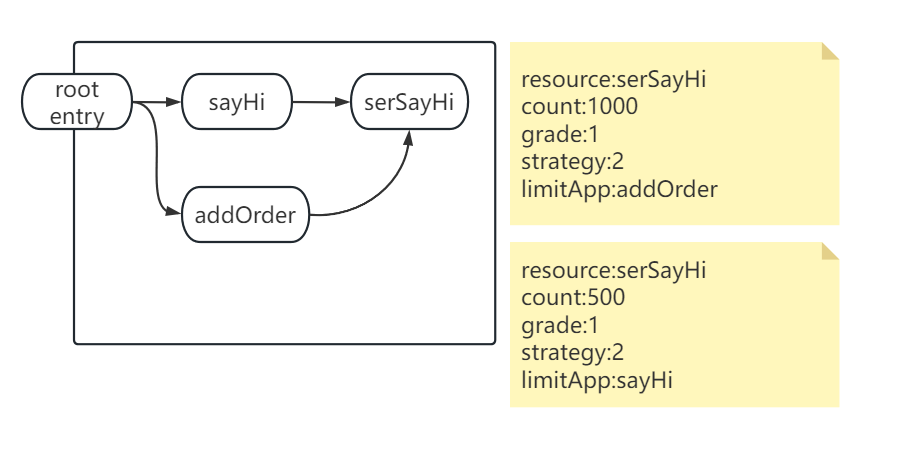 root
entry
sayHi
serSayHi
addOrder
resource:serSayHi
count:1000
grade:1
strategy:2
limitApp:addOrder
resource:serSayHi
count:500
grade:1
strategy:2
limitApp:sayHi